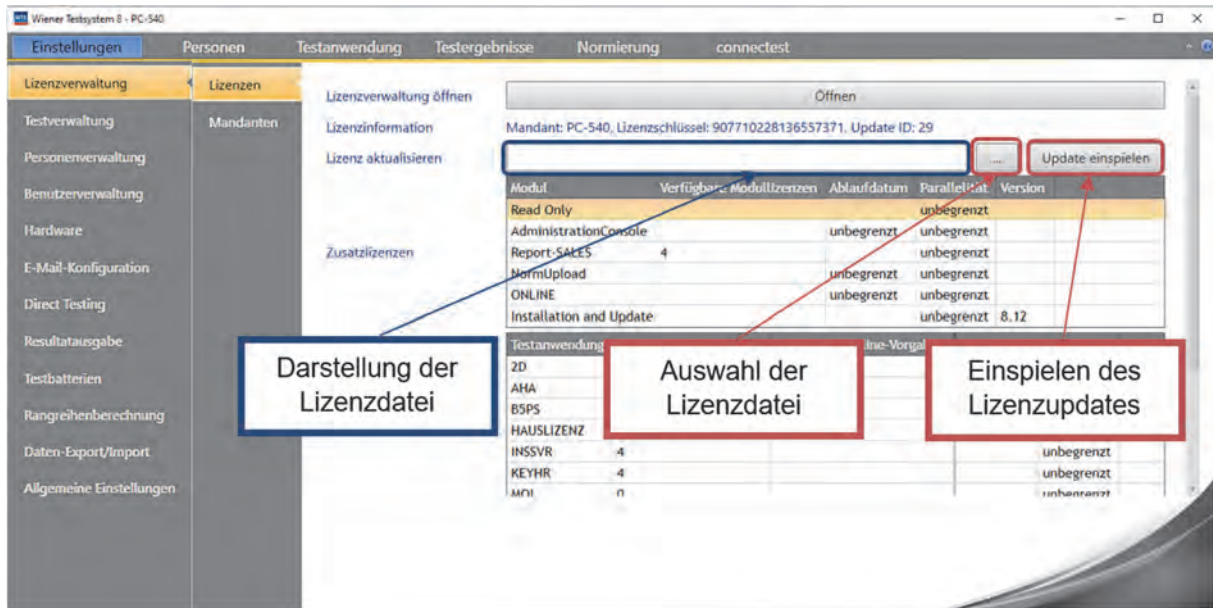 Wiener Testsystem 8 - PC-540
Einstellungen Personen Testanwendung Testergebnisse Normierung connectest
Lizenzverwaltung
Testverwaltung
Personenverwaltung
Benutzerverwaltung
Hardware
E-Mail-Konfiguration
Direct Testing
Resultatausgabe
Testbatterien
Rangreihenberechnung
Daten-Export/Import
Allgemeine Einstellungen
Lizenzen
Mandanten
Lizenzverwaltung öffnen Öffnen
Lizenzinformation Mandant: PC-540, Lizenzschlüssel: 907710228136557371, Update ID: 29
Lizenz aktualisieren ... Update einspielen
Zusatzlizenzen
Modul Verfügbare Modullizenzen Ablaufdatum Parallelität Version
Read Only unbegrenzt
AdministrationConsole unbegrenzt unbegrenzt
Report-SALES 4 unbegrenzt
NormUpload unbegrenzt unbegrenzt
ONLINE unbegrenzt unbegrenzt
Installation and Update unbegrenzt 8.12
Testanwendung
2D
AHA
B5PS
HAUSLIZENZ
INSSVR 4 unbegrenzt
KEYHR 4 unbegrenzt
unbegrenzt
Darstellung der
Lizenzdatei
Auswahl der
Lizenzdatei
Einspielen des
Lizenzupdates